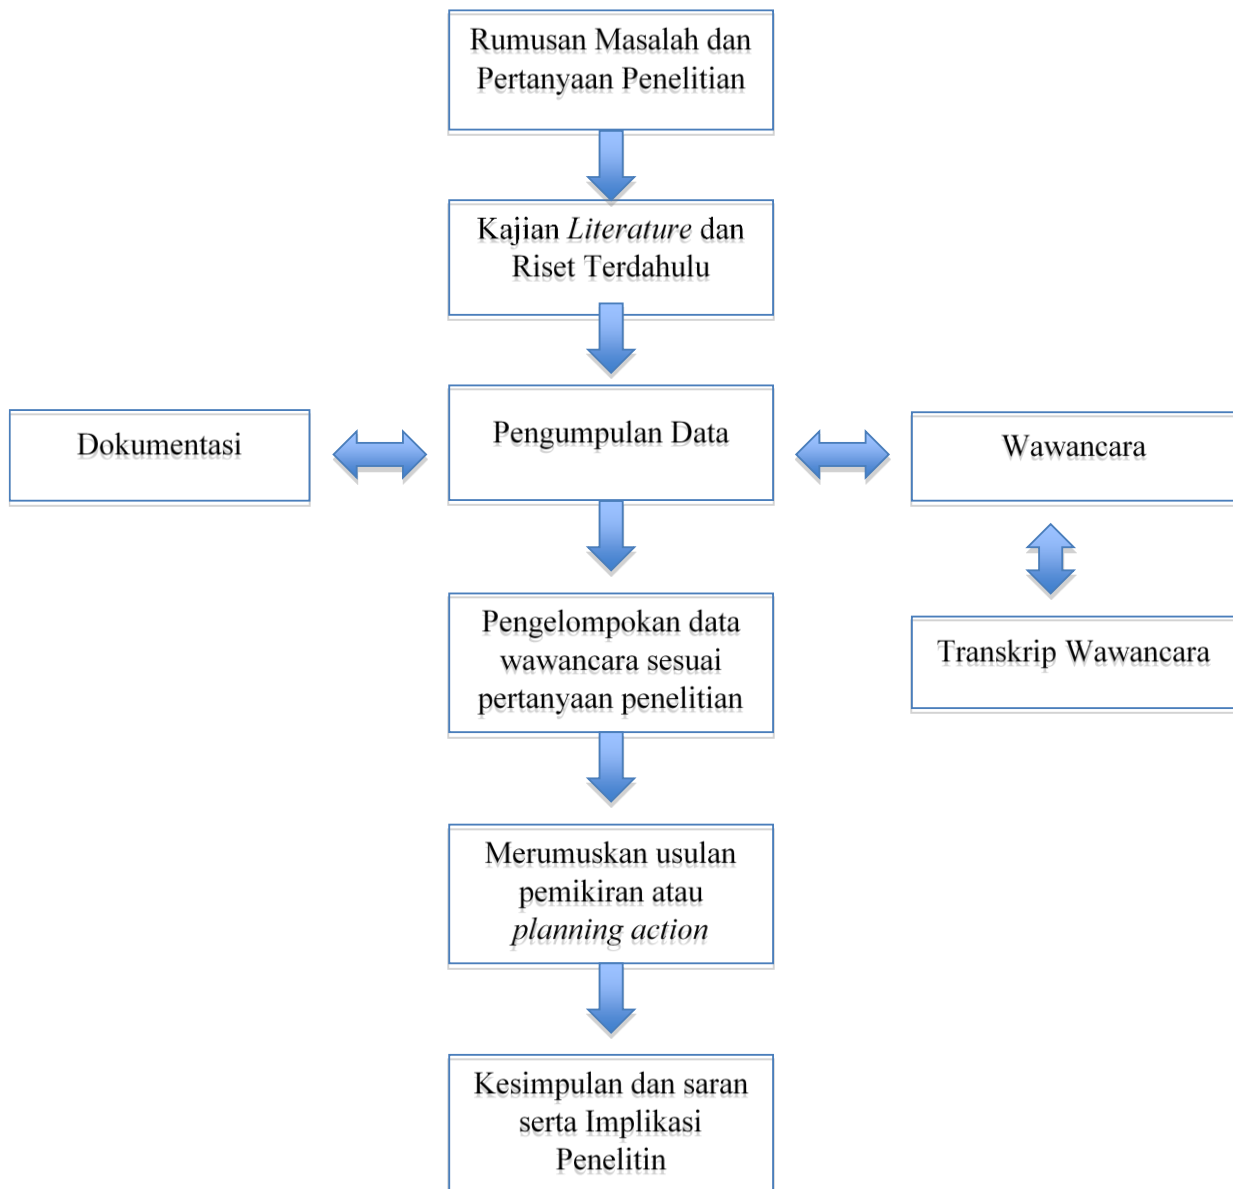 Rumusan Masalah dan
Pertanyaan Penelitian
Kajian Literature dan
Riset Terdahulu
Dokumentasi
Pengumpulan Data
Wawancara
Pengelompokan data
wawancara sesuai
pertanyaan penelitian
Transkrip Wawancara
Merumuskan usulan
pemikiran atau
planning action
Kesimpulan dan saran
serta Implikasi
Penelitin